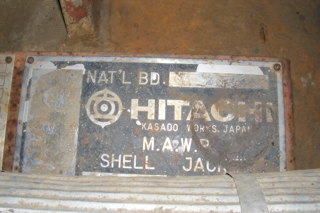 NAT'L BD.
HITACHI
KASADO WORKS, JAPAN
M.A.W.P.
SHELL JACK